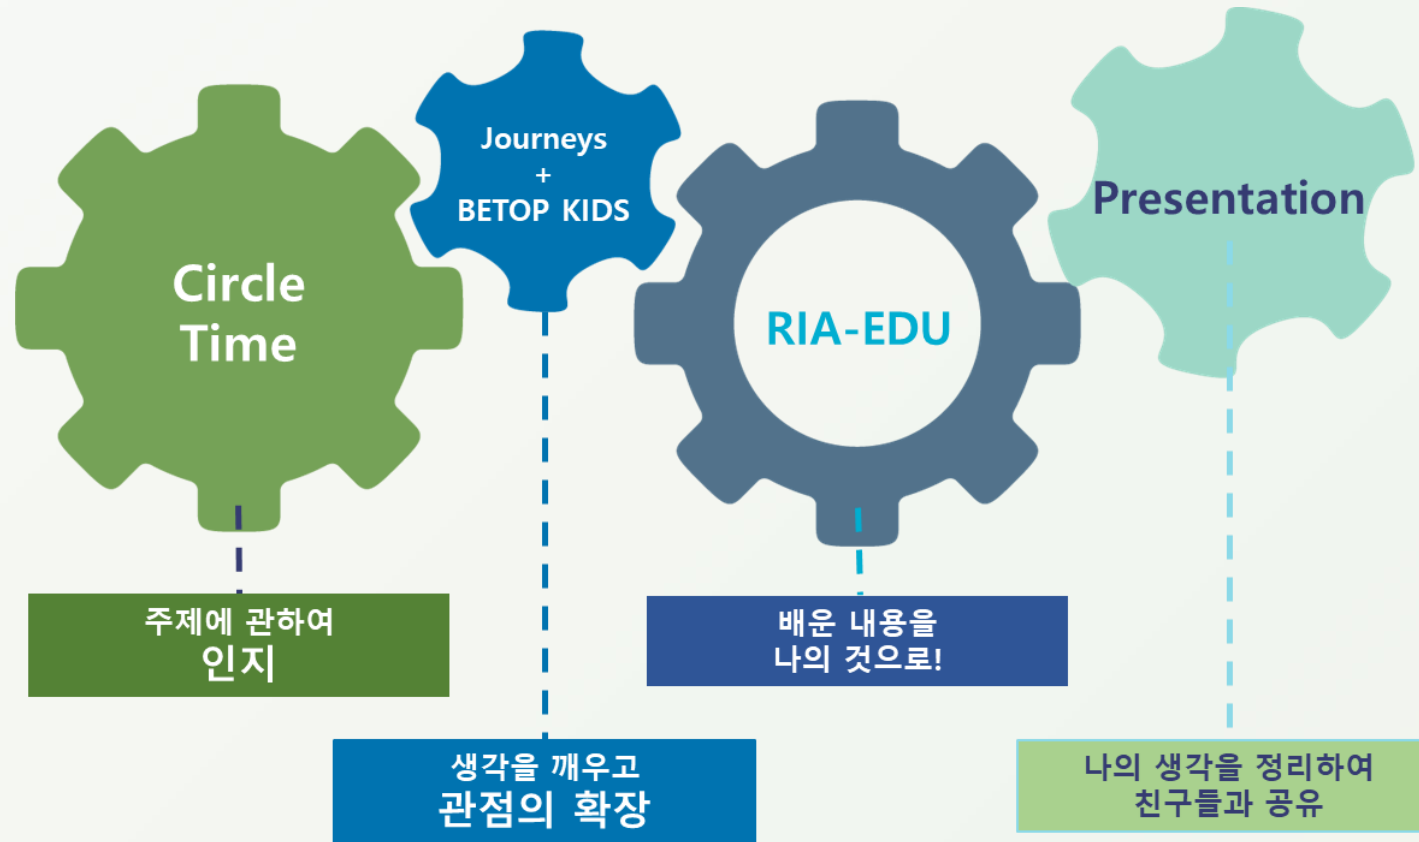 Circle
Time
Journeys
+
BETOP KIDS
RIA-EDU
Presentation
주제에 관하여
인지
생각을 깨우고
관점의 확장
배운 내용을
나의 것으로!
나의 생각을 정리하여
친구들과 공유